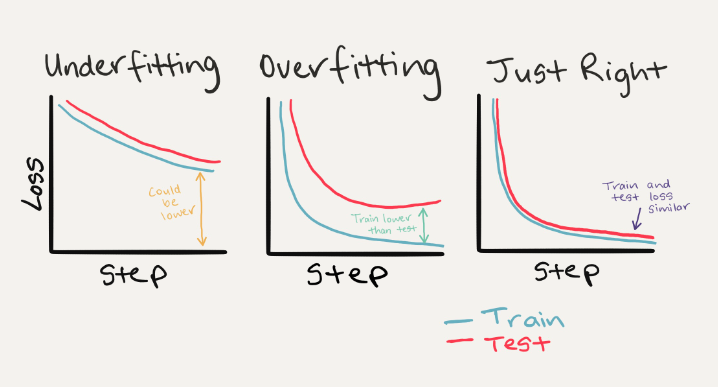 Underfitting
Overfitting
Just Right
Loss
Could
be
lower
Step
Train lower
than test
Step
Train and
test loss
similar
Step
Train
Test